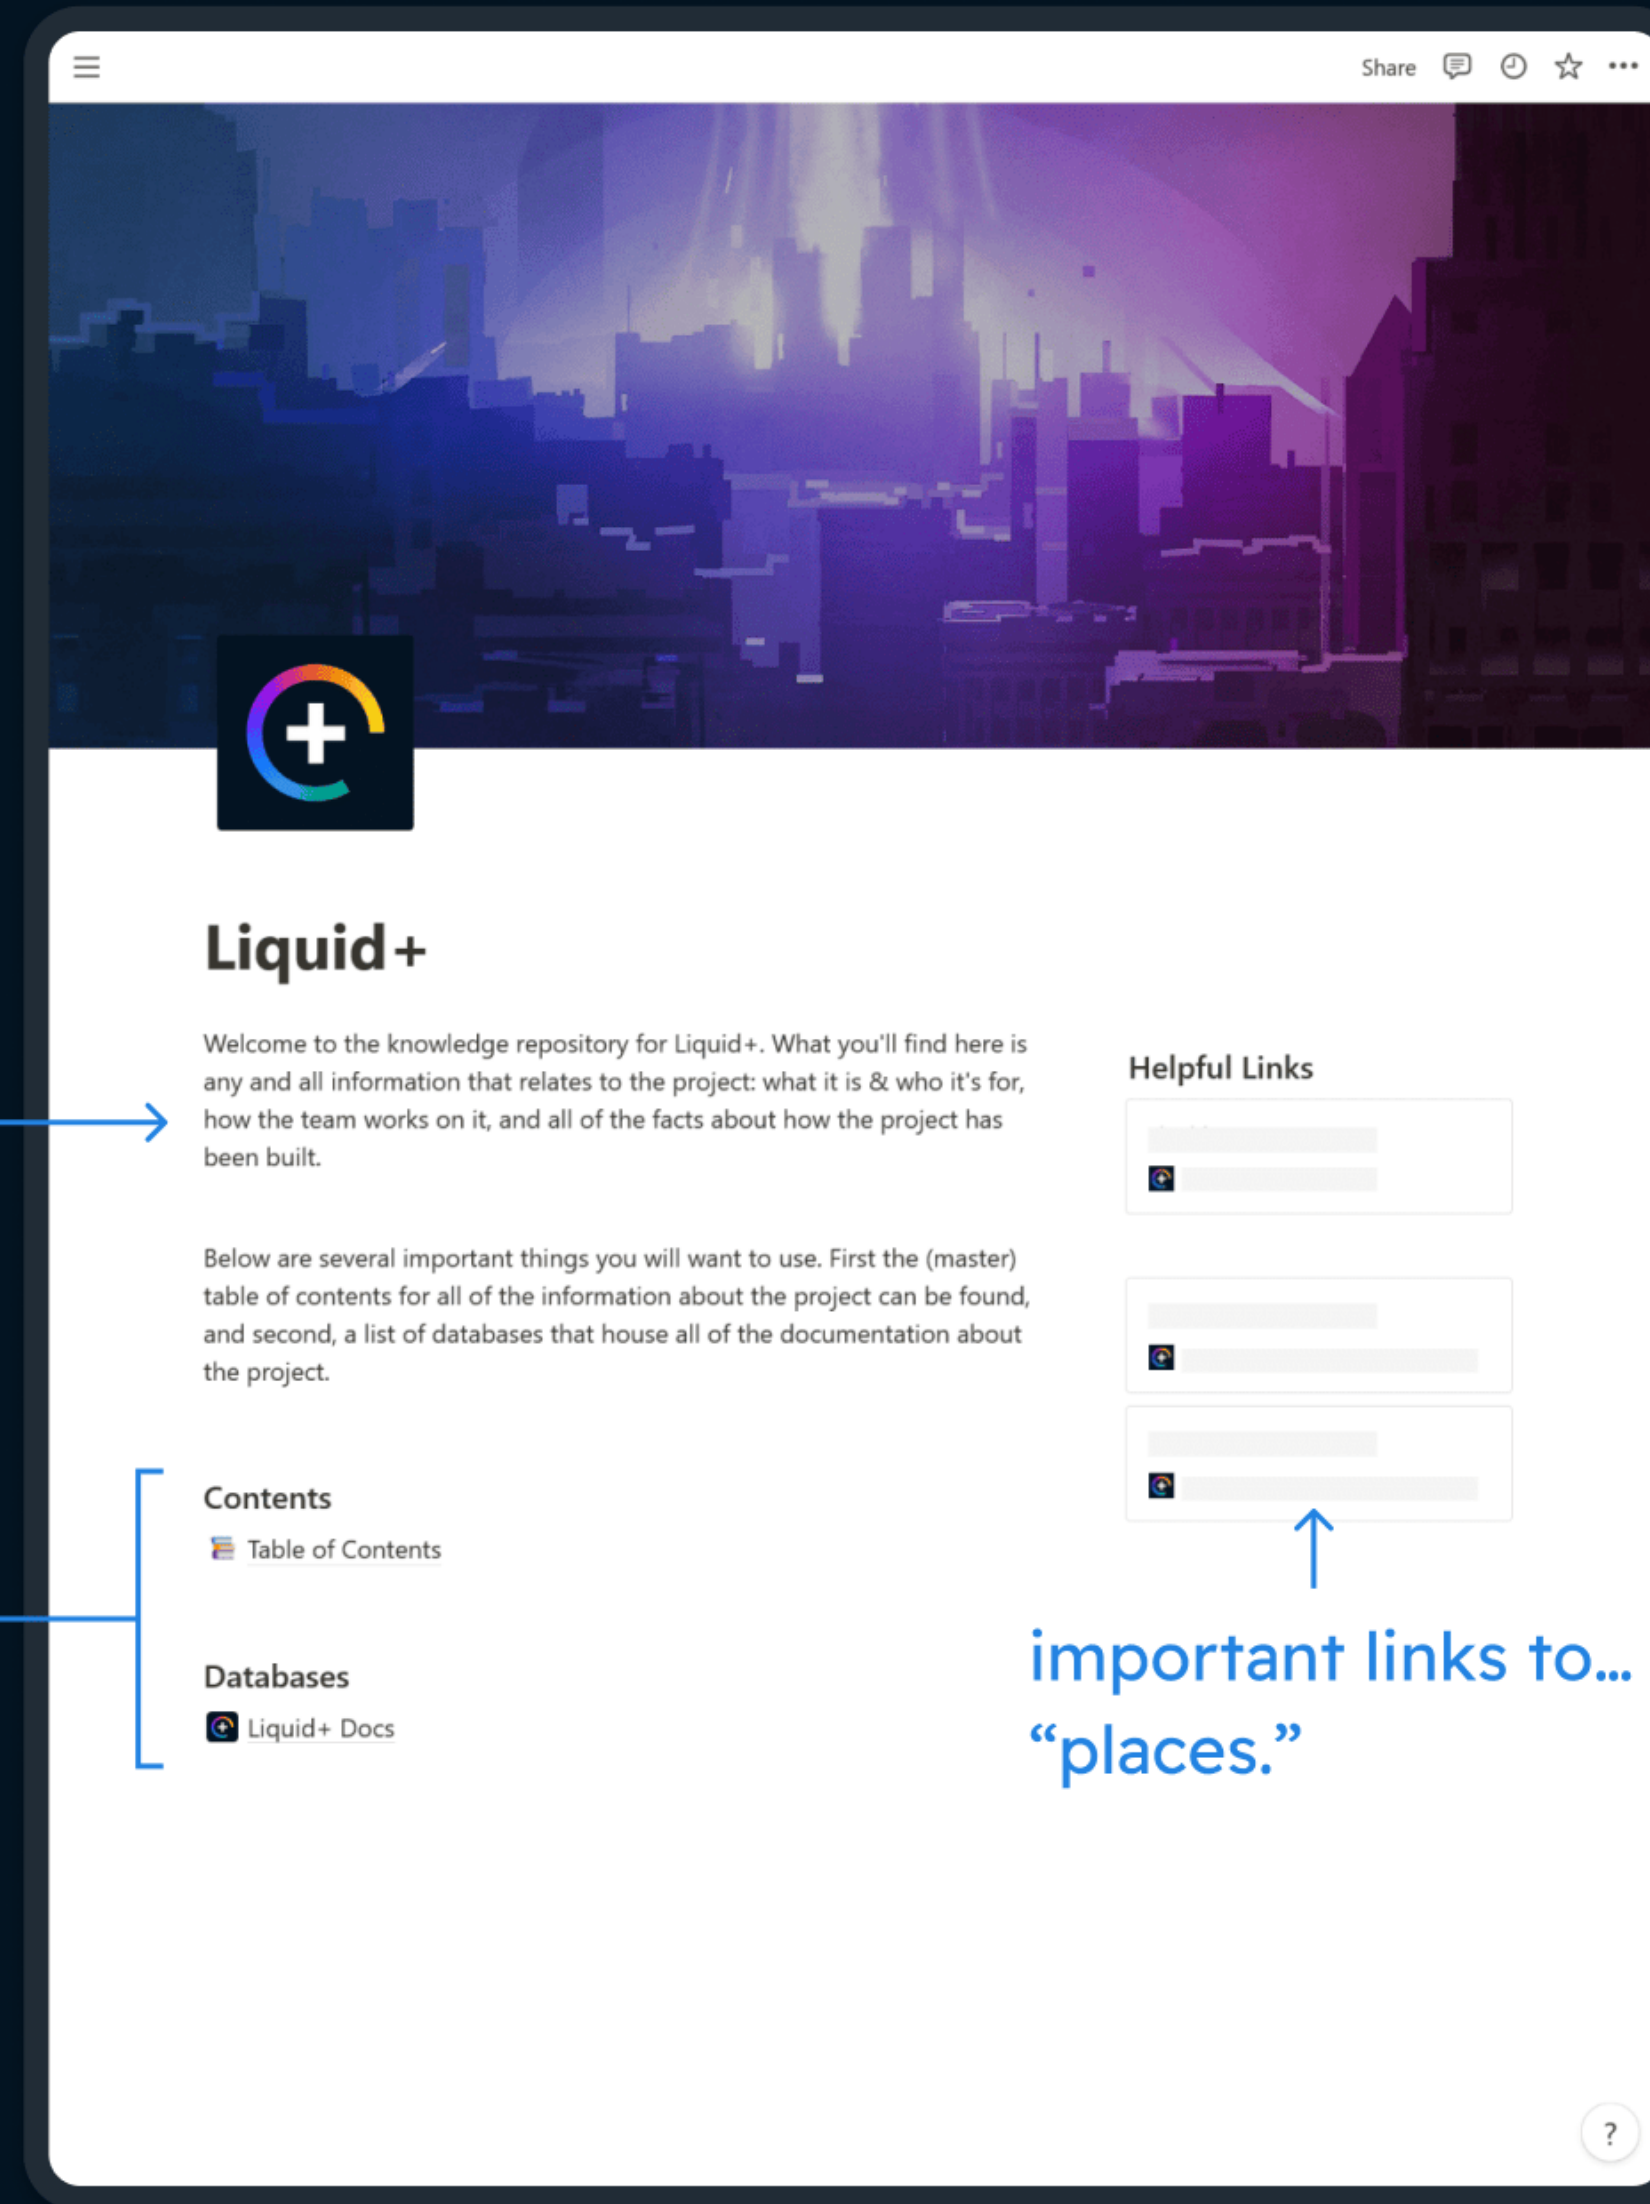 Share
Liquid+
Welcome to the knowledge repository for Liquid+. What you'll find here is
any and all information that relates to the project: what it is & who it's for,
how the team works on it, and all of the facts about how the project has
been built.
Below are several important things you will want to use. First the (master)
table of contents for all of the information about the project can be found,
and second, a list of databases that house all of the documentation about
the project.
Contents
Table of Contents
Databases
Liquid+ Docs
Helpful Links
important links to...
“places.”
?